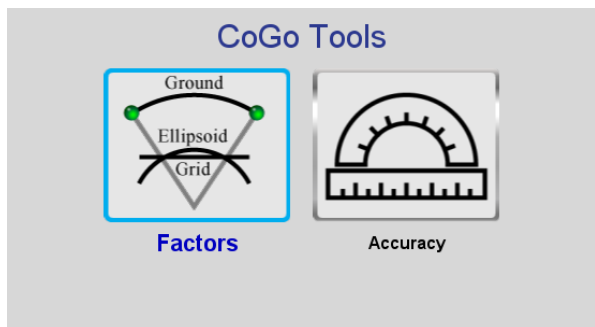 CoGo Tools
Ground
Ellipsoid
Grid
Factors
Accuracy